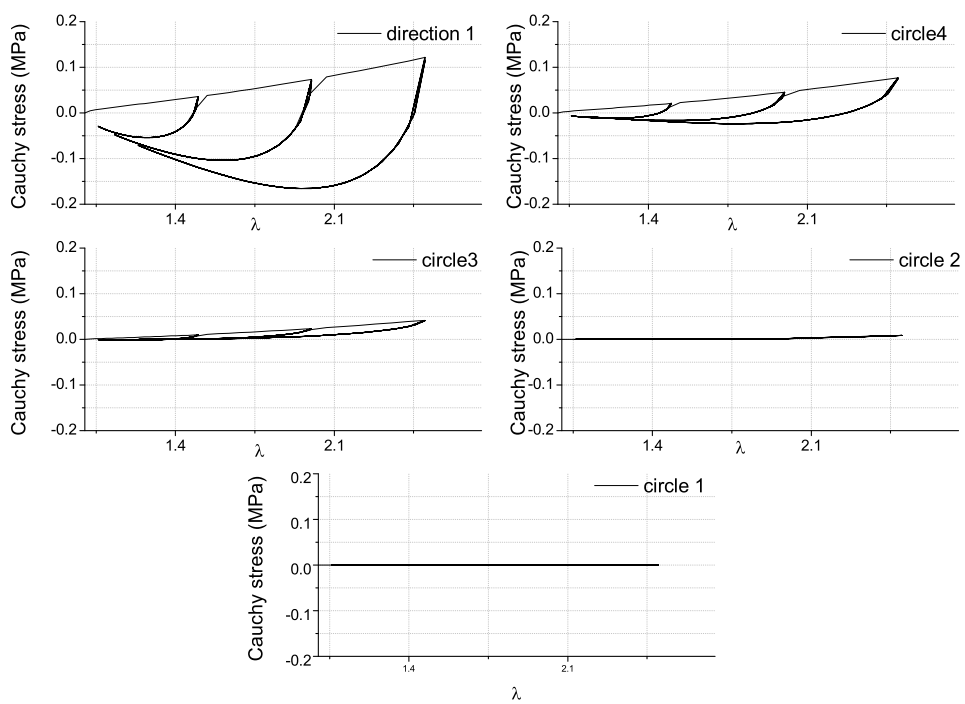 0.2
0.1
0.0
-0.1
-0.2
Cauchy stress (MPa)
direction 1
1.4
2.1
λ
0.2
0.1
0.0
-0.1
-0.2
Cauchy stress (MPa)
circle4
1.4
2.1
λ
0.2
0.1
0.0
-0.1
-0.2
Cauchy stress (MPa)
circle3
1.4
2.1
λ
0.2
0.1
0.0
-0.1
-0.2
Cauchy stress (MPa)
circle 2
1.4
2.1
λ
0.2
0.1
0.0
-0.1
-0.2
Cauchy stress (MPa)
circle 1
1.4
2.1
λ